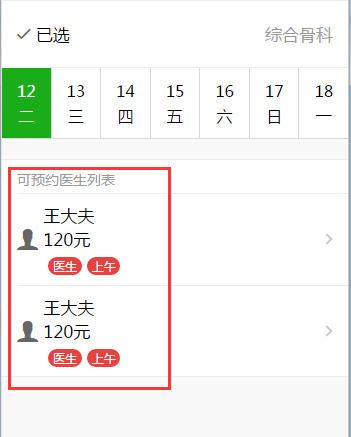 已选 综合骨科
12 13 14 15 16 17 18
二 三 四 五 六 日 一
可预约医生列表
王大夫
120元
医生 上午
王大夫
120元
医生 上午